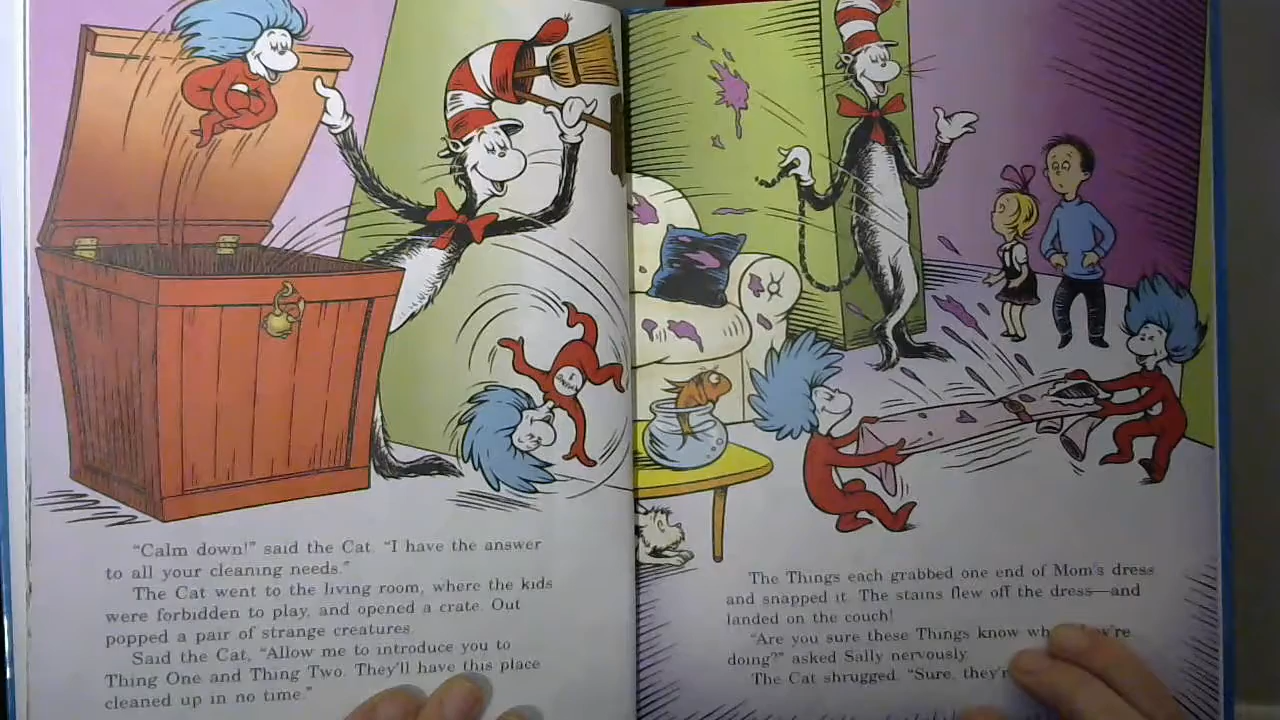 "Calm down!" said the Cat. "I have the answer
to all your cleaning needs."
The Cat went to the living room, where the kids
were forbidden to play, and opened a crate. Out
popped a pair of strange creatures.
Said the Cat, "Allow me to introduce you to
Thing One and Thing Two. They'll have this place
cleaned up in no time."
The Things each grabbed one end of Mom's dress
and snapped it. The stains flew off the dress—and
landed on the couch!
"Are you sure these Things know
doing?" asked Sally nervously.
The Cat shrugged. "Sure, they'r